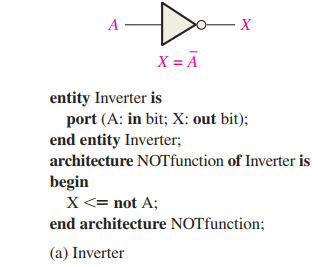 A X
X = A̅
entity Inverter is
port (A: in bit; X: out bit);
end entity Inverter;
architecture NOTfunction of Inverter is
begin
X <= not A;
end architecture NOTfunction;
(a) Inverter